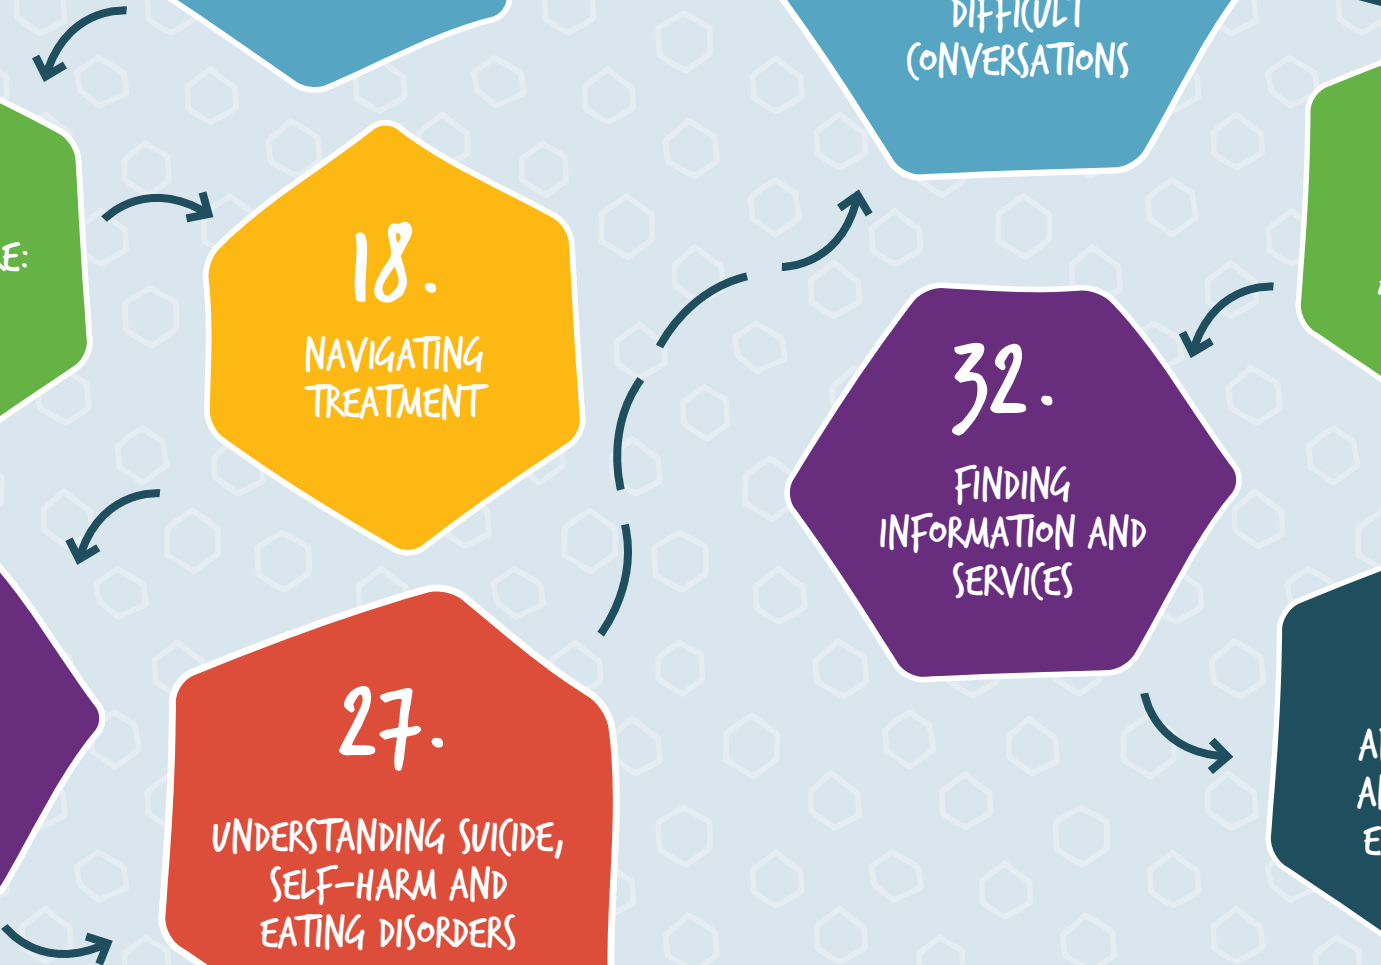 DIFFICULT
CONVERSATIONS
E:
18.
NAVIGATING
TREATMENT
32.
FINDING
INFORMATION AND
SERVICES
27.
UNDERSTANDING SUICIDE,
SELF-HARM AND
EATING DISORDERS